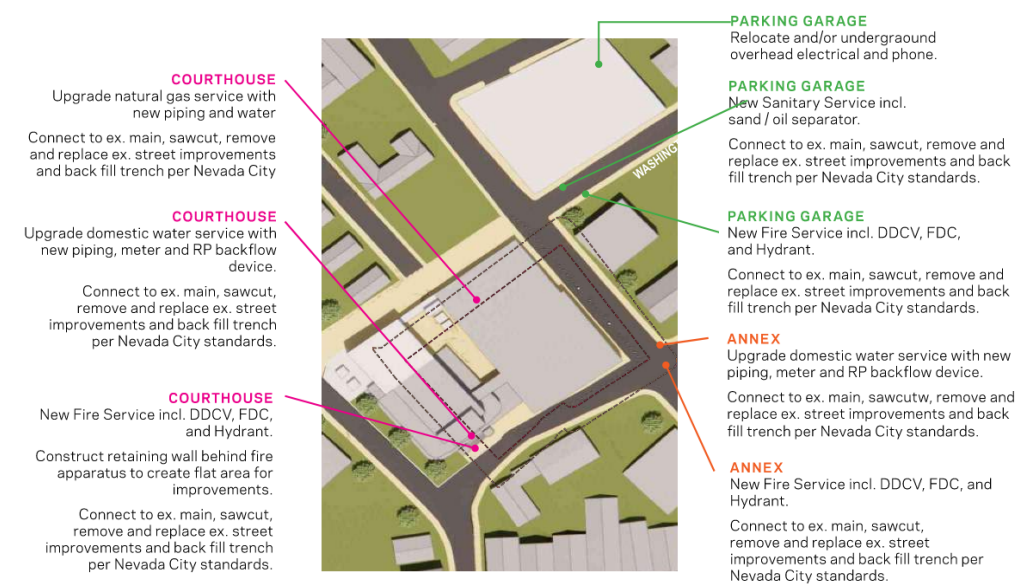 COURTHOUSE
Upgrade natural gas service with
new piping and water
Connect to ex. main, sawcut, remove
and replace ex. street improvements
and back fill trench per Nevada City
COURTHOUSE
Upgrade domestic water service with
new piping, meter and RP backflow
device.
Connect to ex. main, sawcut,
remove and replace ex. street
improvements and back fill trench
per Nevada City standards.
COURTHOUSE
New Fire Service incl. DDCV, FDC,
and Hydrant.
Construct retaining wall behind fire
apparatus to create flat area for
improvements.
Connect to ex. main, sawcut,
remove and replace ex. street
improvements and back fill trench
per Nevada City standards.
WASHING
PARKING GARAGE
Relocate and/or undergraound
overhead electrical and phone.
PARKING GARAGE
New Sanitary Service incl.
sand / oil separator.
Connect to ex. main, sawcut, remove and
replace ex. street improvements and back
fill trench per Nevada City standards.
PARKING GARAGE
New Fire Service incl. DDCV, FDC,
and Hydrant.
Connect to ex. main, sawcut, remove and
replace ex. street improvements and back
fill trench per Nevada City standards.
ANNEX
Upgrade domestic water service with new
piping, meter and RP backflow device.
Connect to ex. main, sawcutw, remove and
replace ex. street improvements and back
fill trench per Nevada City standards.
ANNEX
New Fire Service incl. DDCV, FDC, and
Hydrant.
Connect to ex. main, sawcut,
remove and replace ex. street
improvements and back fill trench per
Nevada City standards.